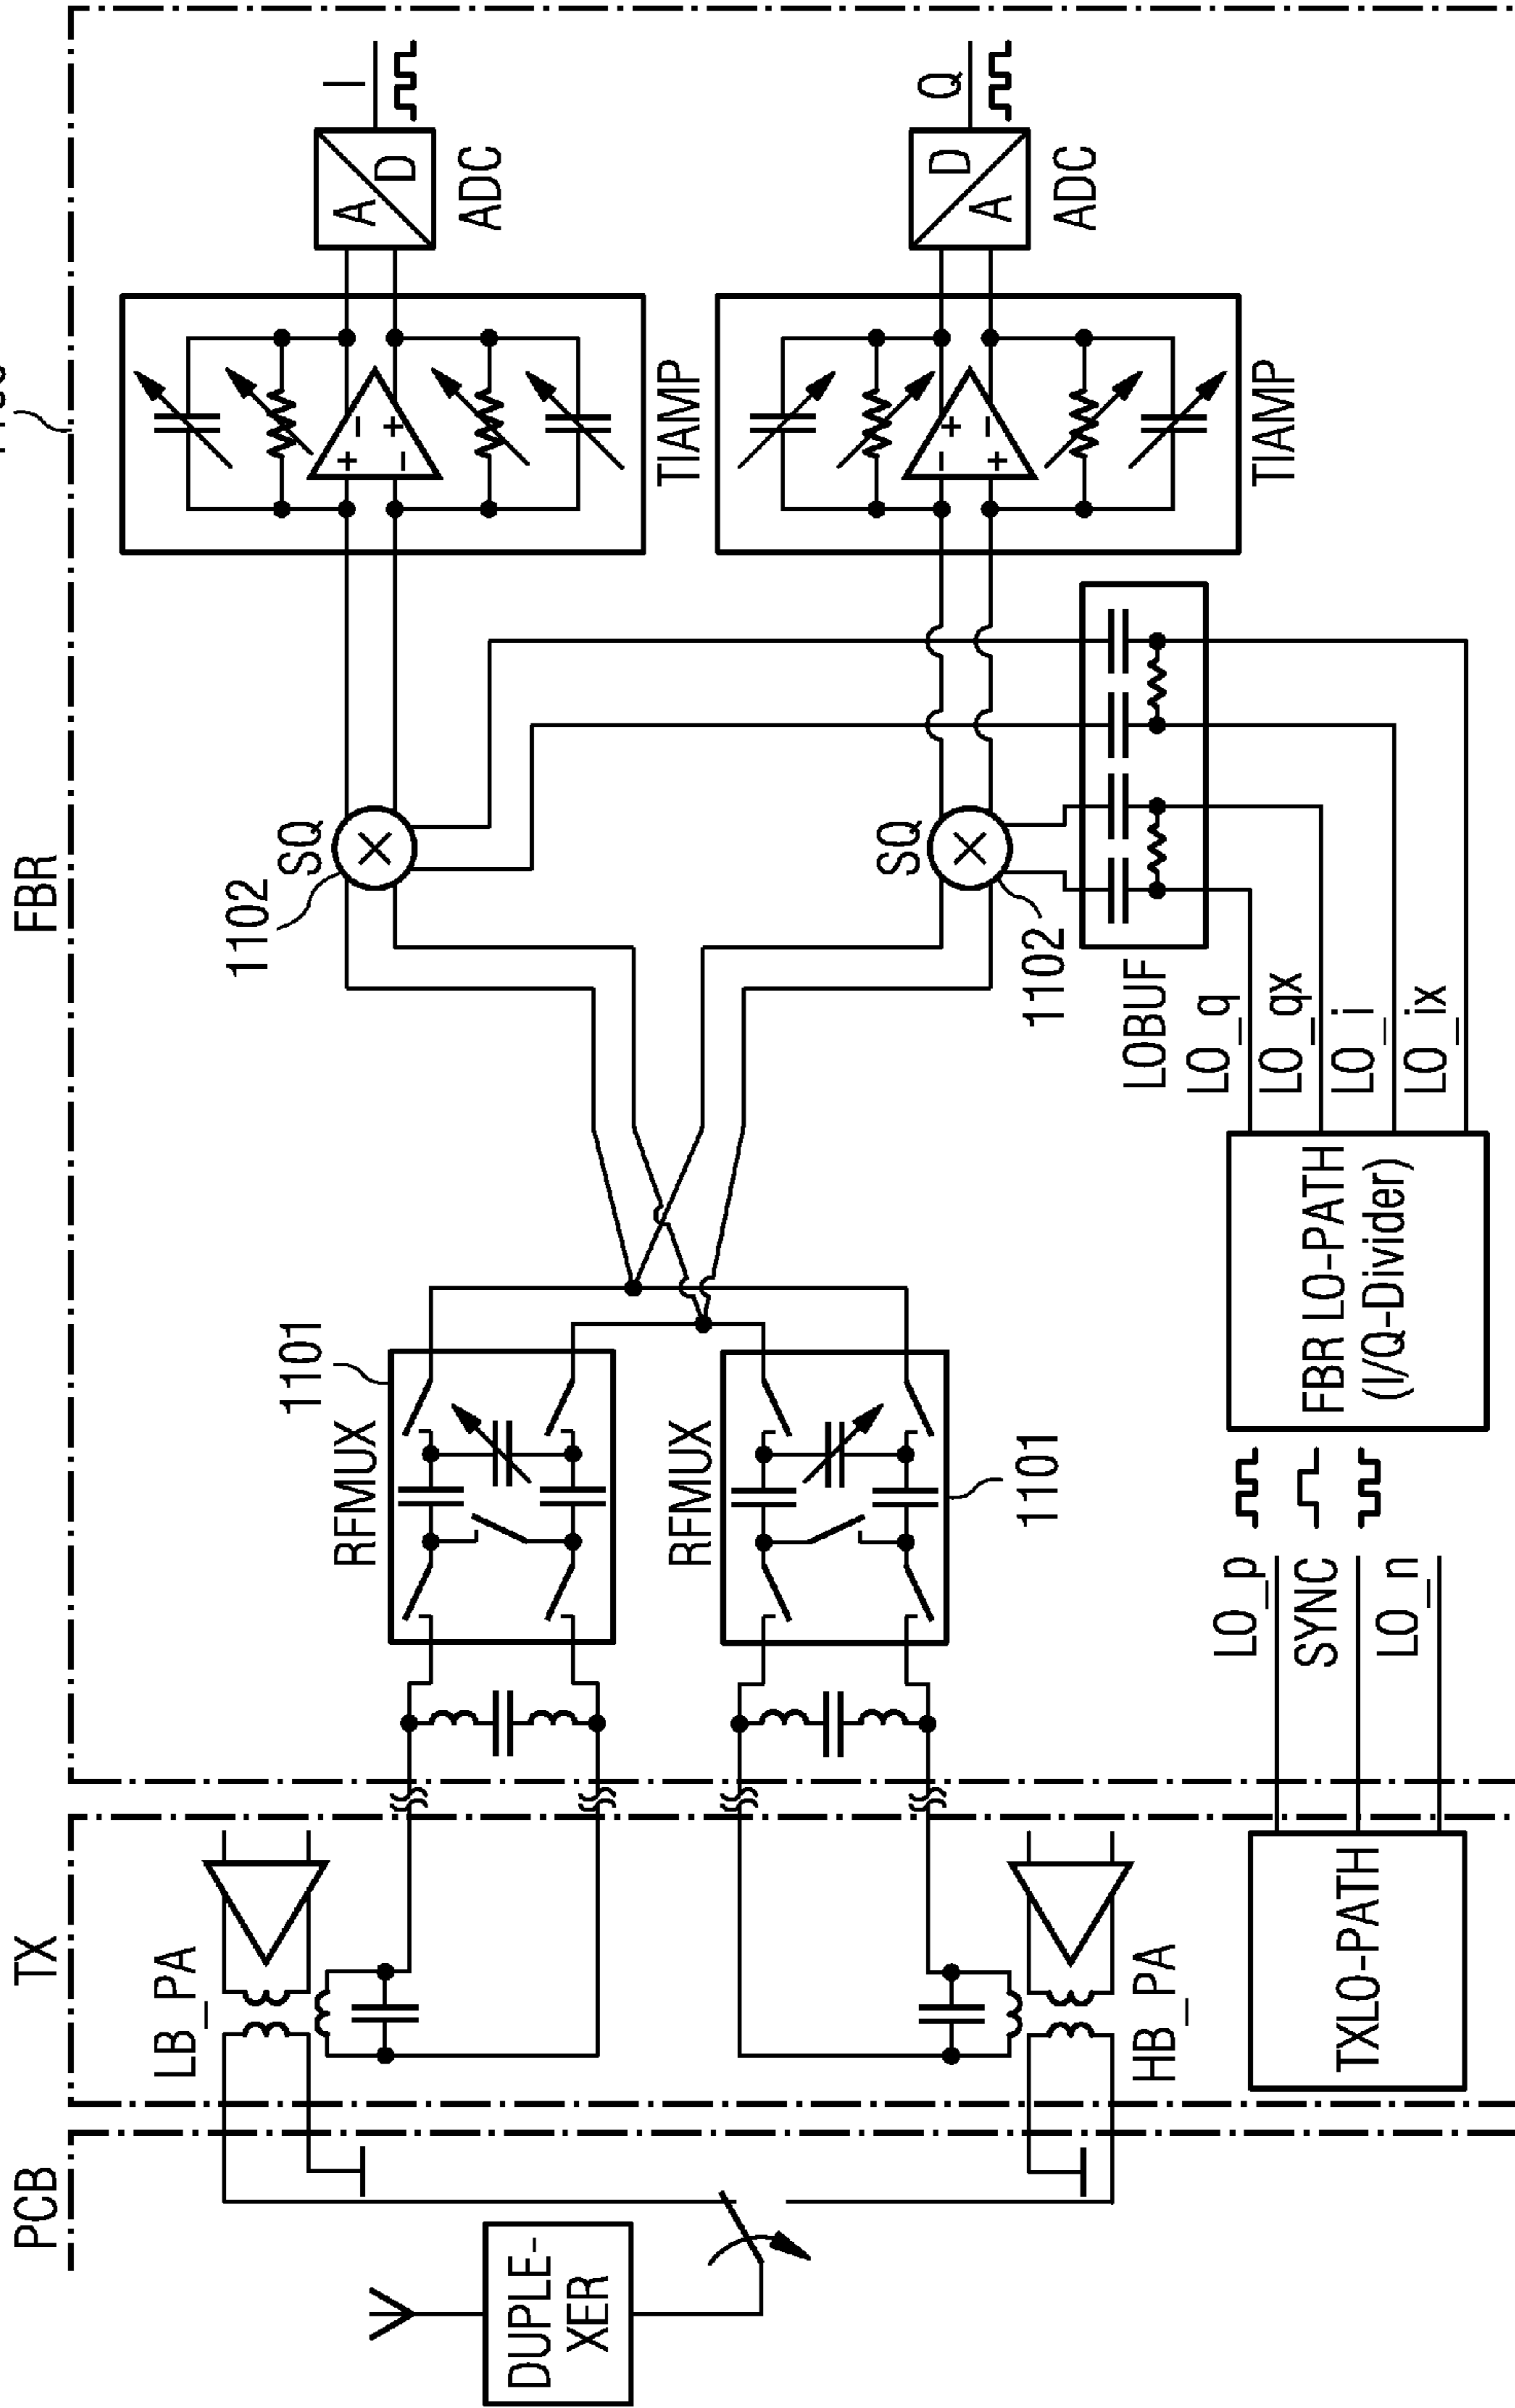 PCB
TX
FBR
DUPLE-
XER
LB_PA
HB_PA
TXLO-PATH
LO_p
SYNC
LO_n
RFMUX
1101
RFMUX
1101
FBR LO-PATH
(I/Q-Divider)
LO_q
LO_qx
LO_i
LO_ix
LOBUF
1102
SQ
1102
SQ
+
-
-
+
TIAMP
-
+
+
-
TIAMP
A
D
ADC
I
A
D
ADC
Q